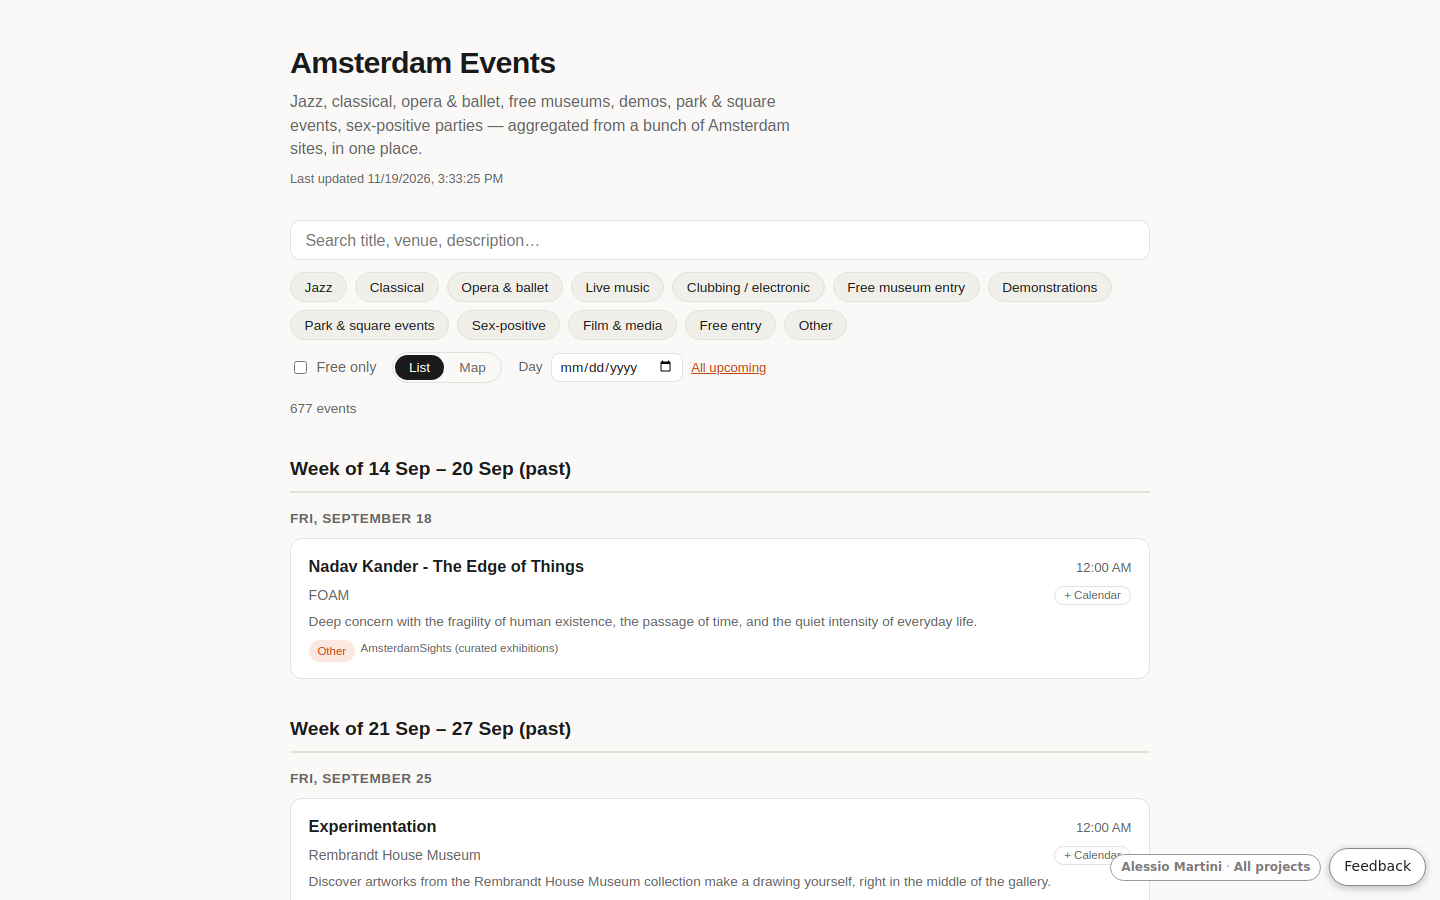 Amsterdam Events
Jazz, classical, opera & ballet, free museums, demos, park & square
events, sex-positive parties — aggregated from a bunch of Amsterdam
sites, in one place.
Last updated 11/19/2026, 3:33:25 PM
Search title, venue, description…
Jazz
Classical
Opera & ballet
Live music
Clubbing / electronic
Free museum entry
Demonstrations
Park & square events
Sex-positive
Film & media
Free entry
Other
Free only
List
Map
Day
mm/dd/yyyy
All upcoming
677 events
Week of 14 Sep – 20 Sep (past)
FRI, SEPTEMBER 18
Nadav Kander - The Edge of Things
12:00 AM
FOAM
+ Calendar
Deep concern with the fragility of human existence, the passage of time, and the quiet intensity of everyday life.
Other
AmsterdamSights (curated exhibitions)
Week of 21 Sep – 27 Sep (past)
FRI, SEPTEMBER 25
Experimentation
12:00 AM
Rembrandt House Museum
+ Calendar
Discover artworks from the Rembrandt House Museum collection make a drawing yourself, right in the middle of the gallery.
Alessio Martini · All projects
Feedback